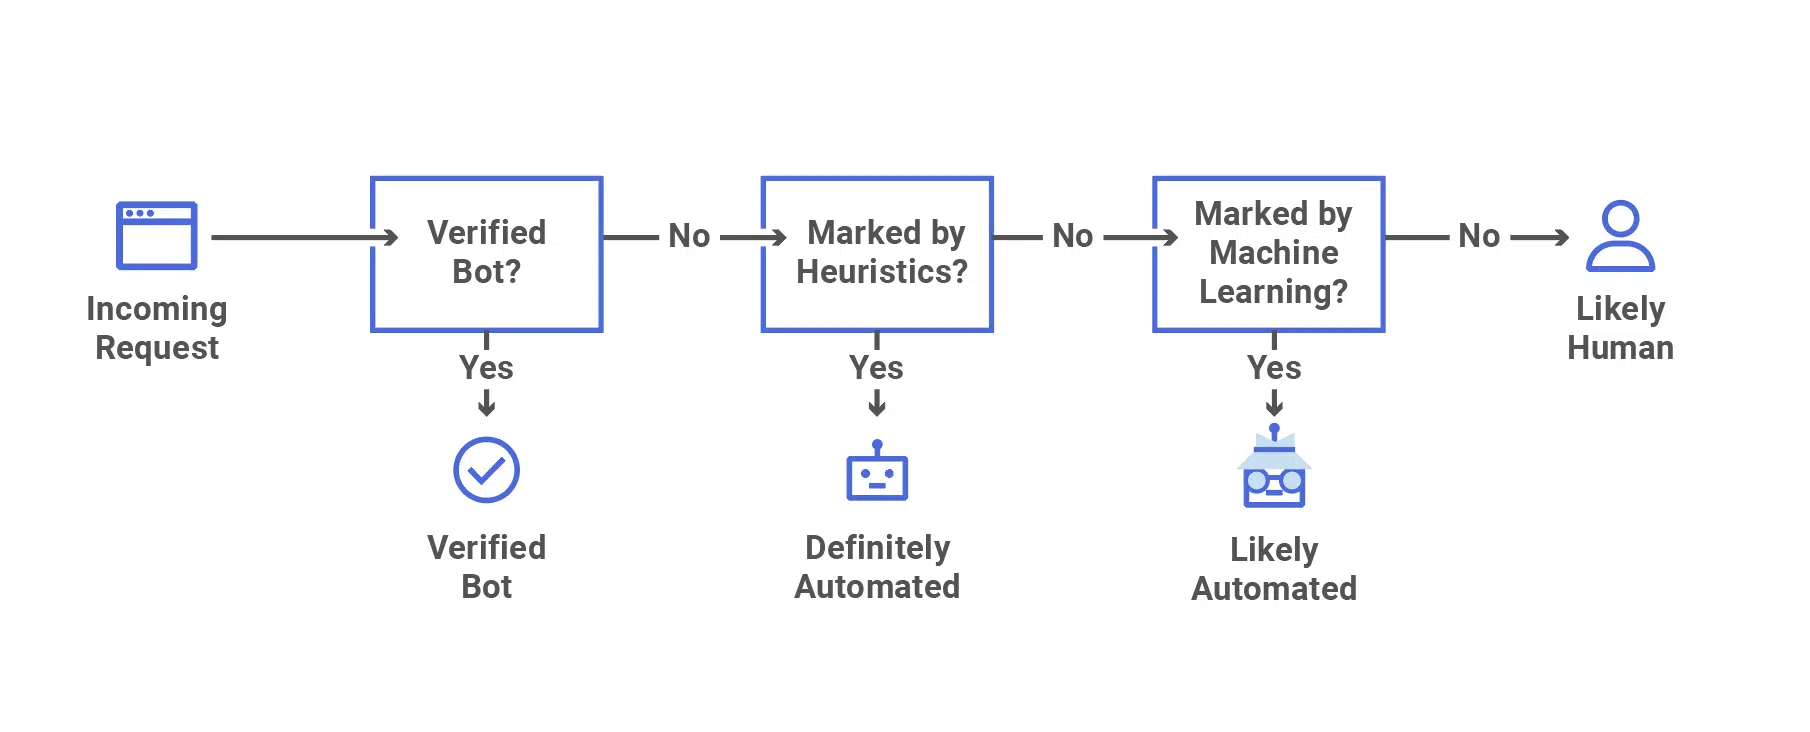 Incoming
Request
Verified
Bot?
No
Marked by
Heuristics?
No
Marked by
Machine
Learning?
No
Likely
Human
Yes
Yes
Yes
Verified
Bot
Definitely
Automated
Likely
Automated